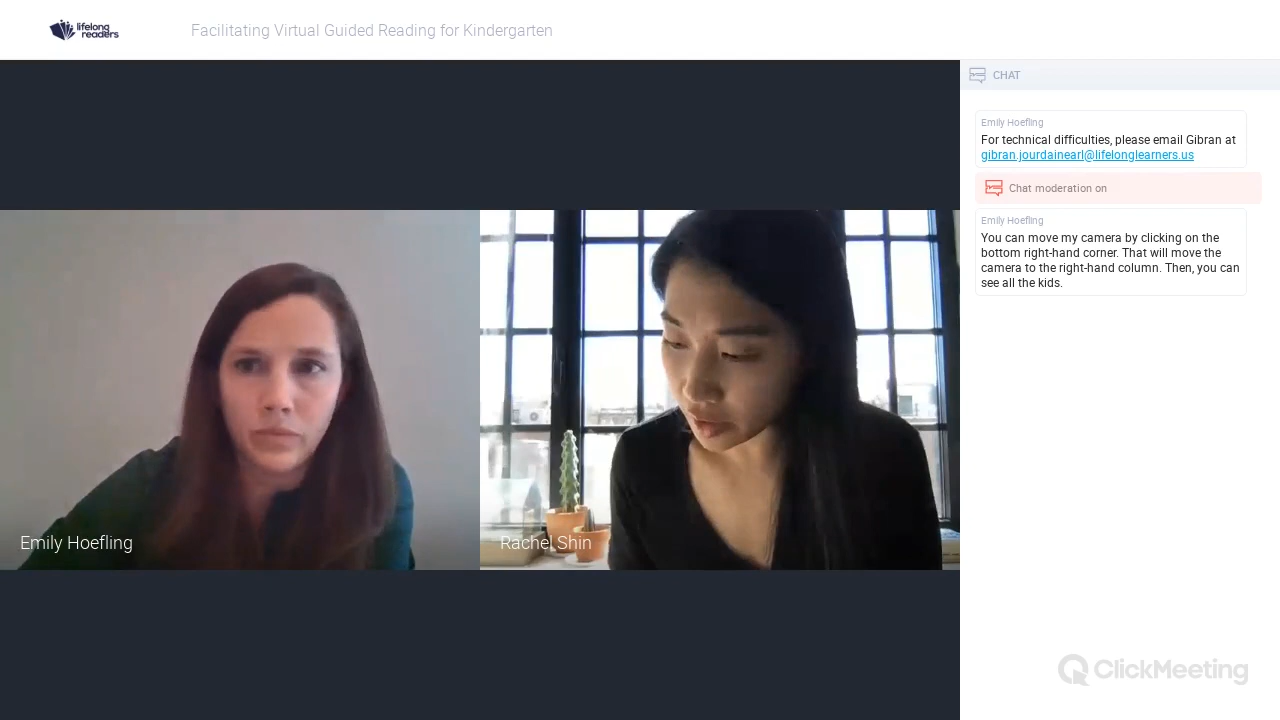 lifelong
readers
Facilitating Virtual Guided Reading for Kindergarten
CHAT
Emily Hoefling
For technical difficulties, please email Gibran at
gibran.jourdainearl@lifelonglearners.us
Chat moderation on
Emily Hoefling
You can move my camera by clicking on the
bottom right-hand corner. That will move the
camera to the right-hand column. Then, you can
see all the kids.
Emily Hoefling
Rachel Shin
ClickMeeting